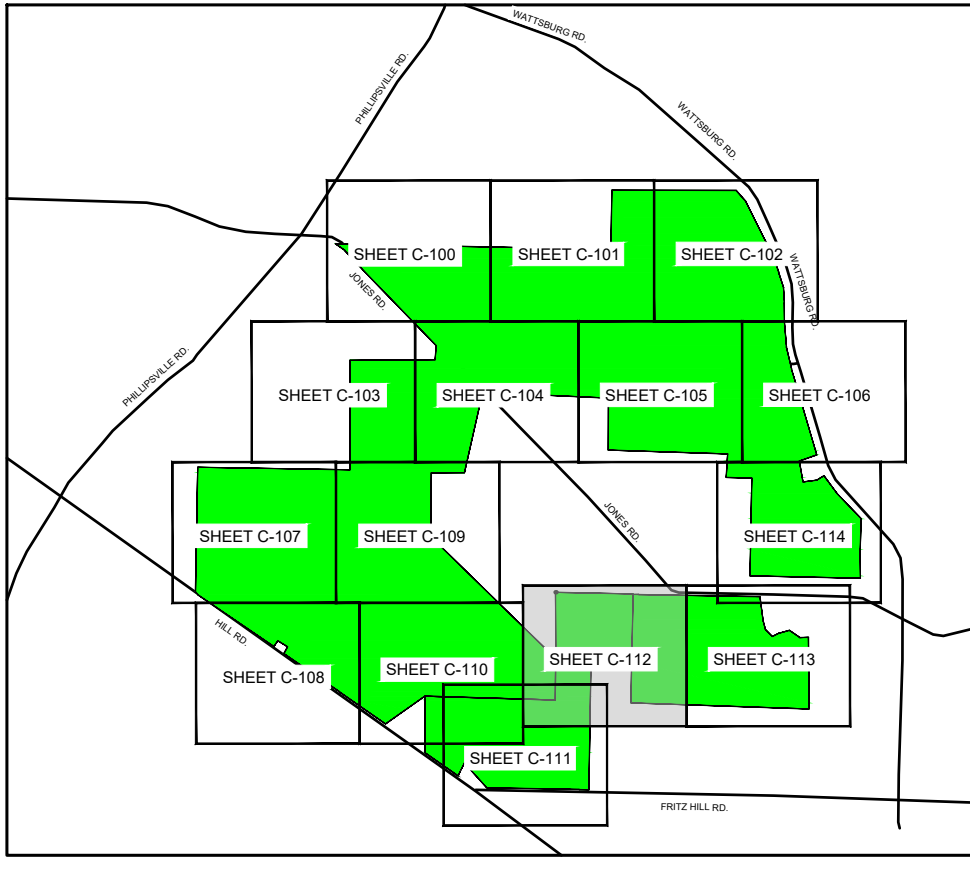 WATTSBURG RD.
PHILLIPSVILLE RD.
WATTSBURG RD.
SHEET C-100
SHEET C-101
SHEET C-102
JONES RD.
WATTSBURG RD.
PHILLIPSVILLE RD.
SHEET C-103
SHEET C-104
SHEET C-105
SHEET C-106
SHEET C-107
SHEET C-109
JONES RD.
SHEET C-114
HILL RD.
SHEET C-108
SHEET C-110
SHEET C-112
SHEET C-113
SHEET C-111
FRITZ HILL RD.